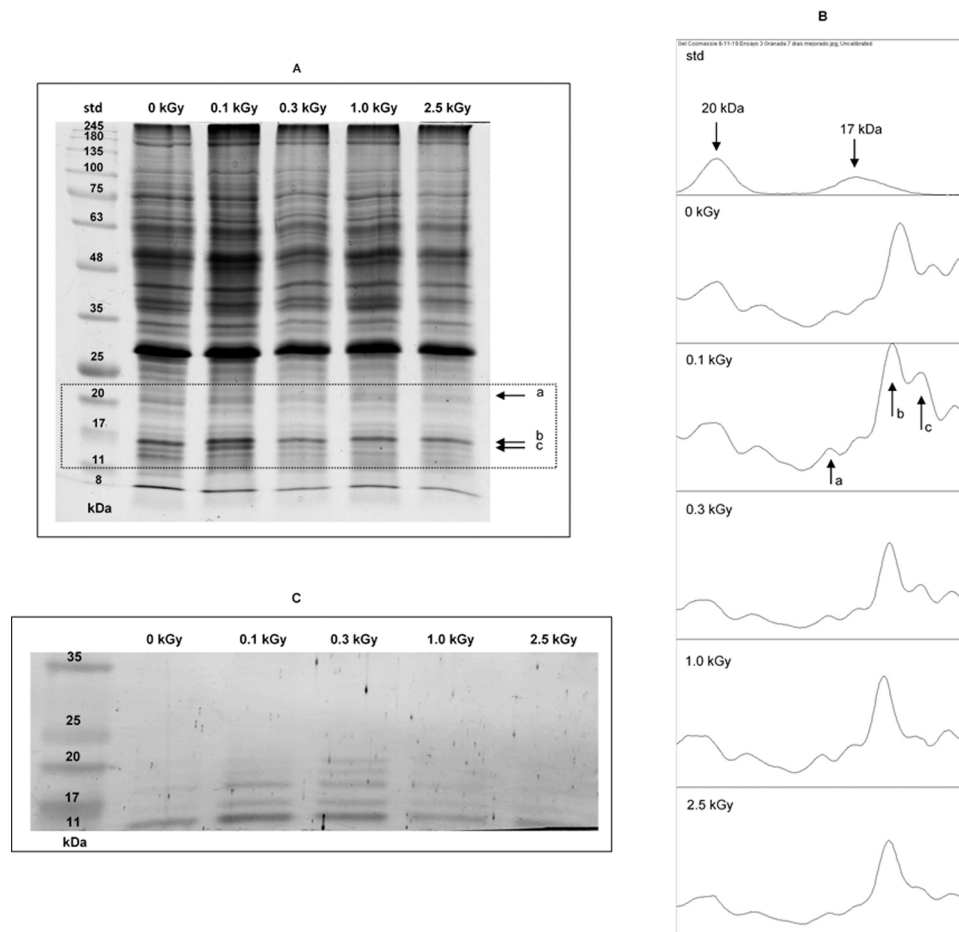 A
std 0 kGy 0.1 kGy 0.3 kGy 1.0 kGy 2.5 kGy
245
180
135
100
75
63
48
35
25
20
17
11
8
kDa
a
b
c
B
Gel Coomassie 6-11-19 Ensayo 3 Granada 7 dias mejorado.jpg; Uncalibrated
std
20 kDa
17 kDa
0 kGy
0.1 kGy
b
c
a
0.3 kGy
1.0 kGy
2.5 kGy
C
0 kGy 0.1 kGy 0.3 kGy 1.0 kGy 2.5 kGy
35
25
20
17
11
kDa